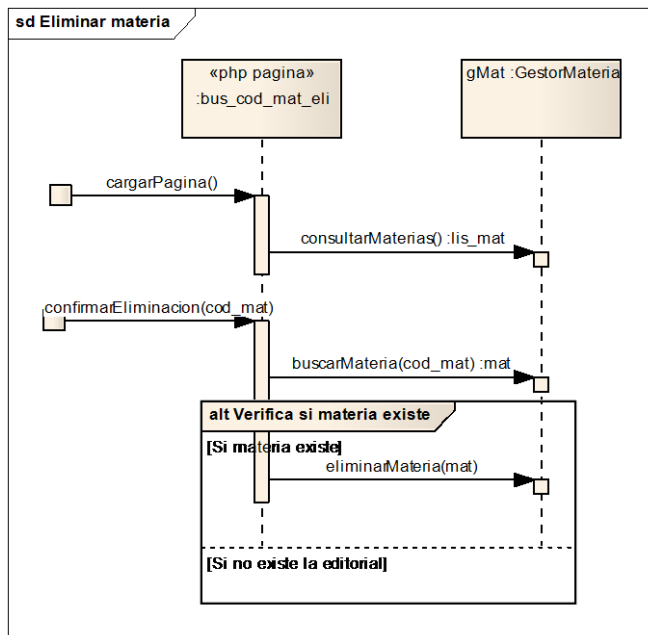 sd Eliminar materia
«php pagina»
:bus_cod_mat_eli
gMat :GestorMateria
cargarPagina()
consultarMaterias() :lis_mat
confirmarEliminacion(cod_mat)
buscarMateria(cod_mat) :mat
alt Verifica si materia existe
[Si materia existe]
eliminarMateria(mat)
[Si no existe la editorial]